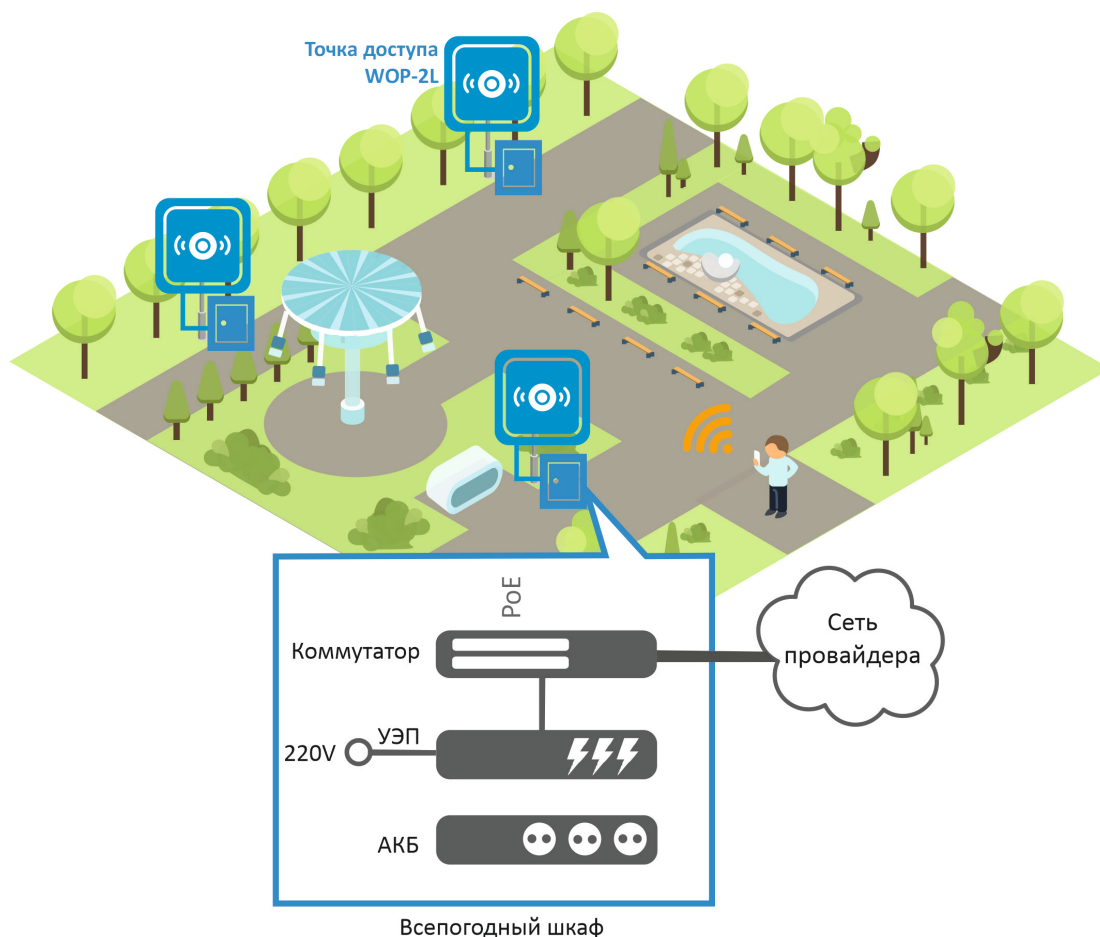 Точка доступа
WOP-2L
PoE
Коммутатор
Сеть
провайдера
УЭП
220V
АКБ
Всепогодный шкаф